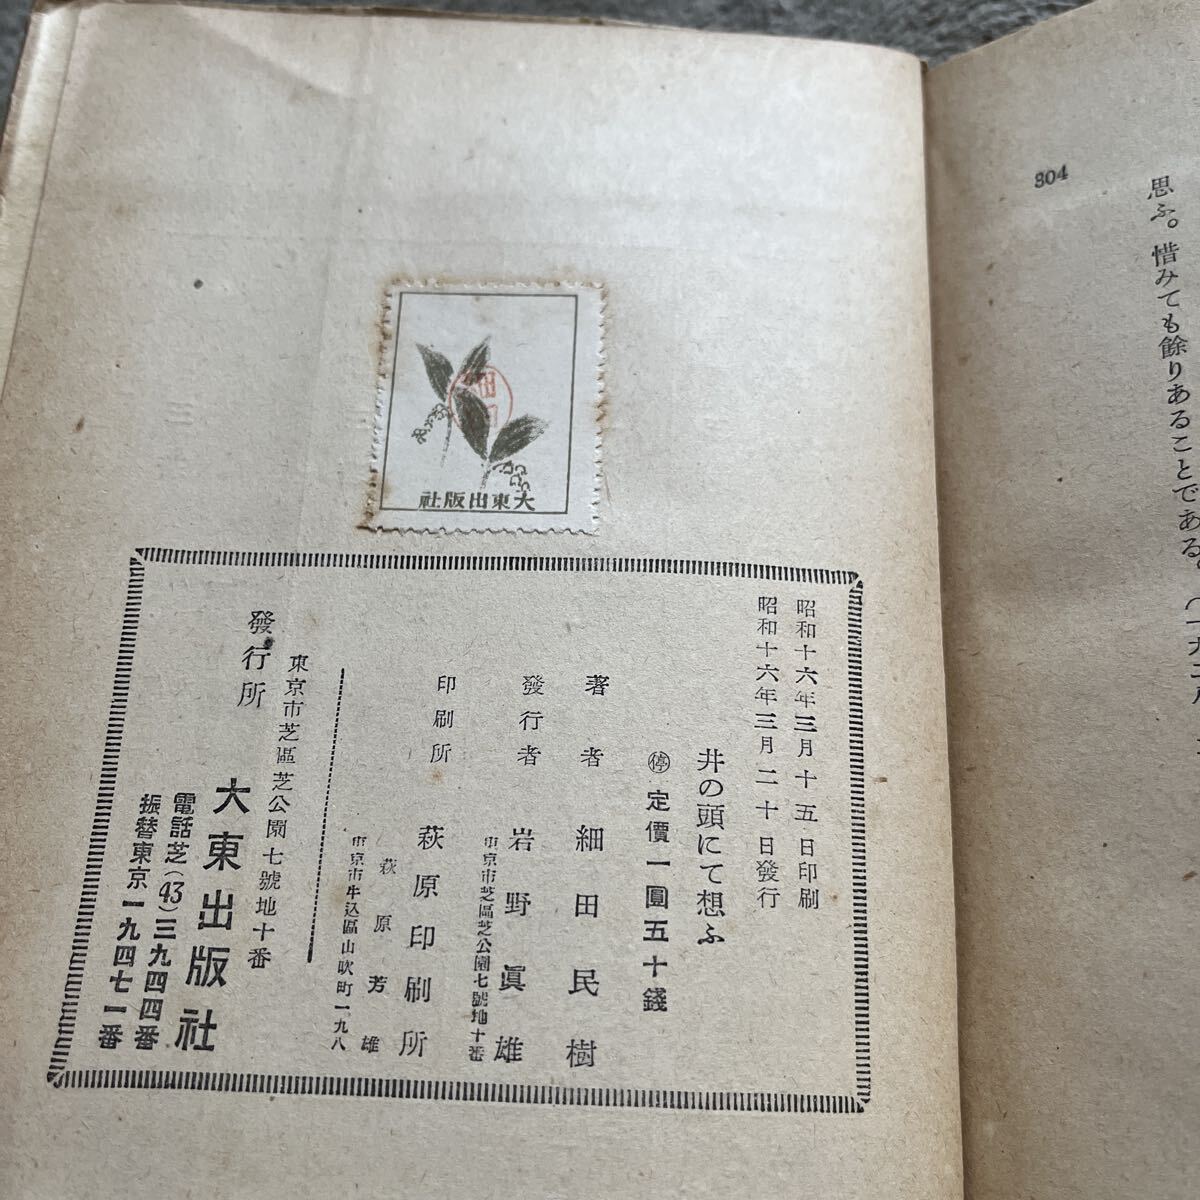 304
思ふ。惜みても餘りあることである。
大東出版社
昭和十六年三月十五日印刷
昭和十六年三月二十日發行
井の頭にて想ふ
停 定價一圓五十錢
著者 細田民樹
發行者 岩野眞雄
東京市芝區芝公園七號地十番
印刷所 萩原印刷所
萩原芳雄
東京市牛込區山吹町一九八
東京市芝區芝公園七號地十番
發行所 大東出版社
電話芝(43)三九四四番
振替東京一九四七一番